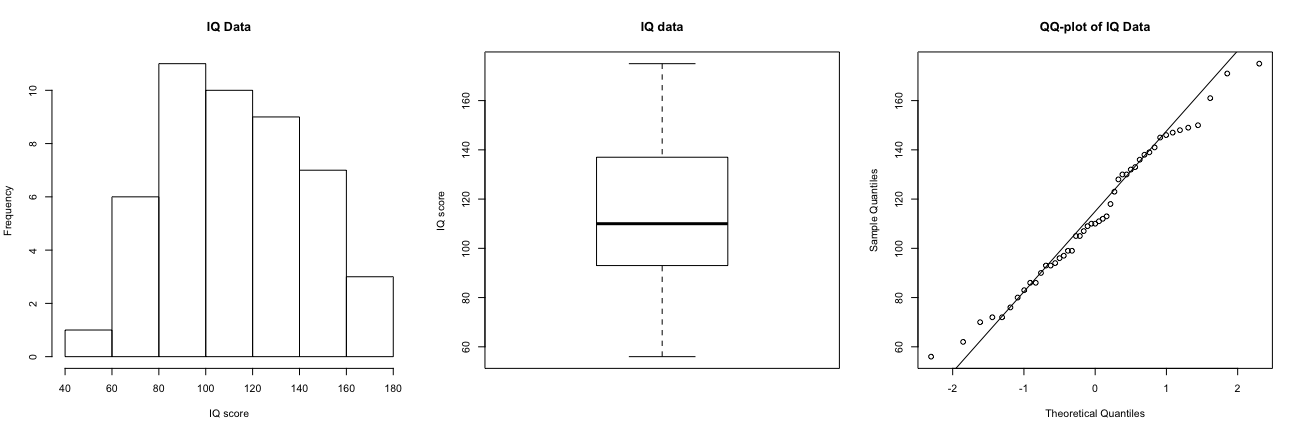 IQ Data
Frequency
0
2
4
6
8
10
40 60 80 100 120 140 160 180
IQ score
IQ data
IQ score
60
80
100
120
140
160
QQ-plot of IQ Data
Sample Quantiles
60
80
100
120
140
160
-2 -1 0 1 2
Theoretical Quantiles